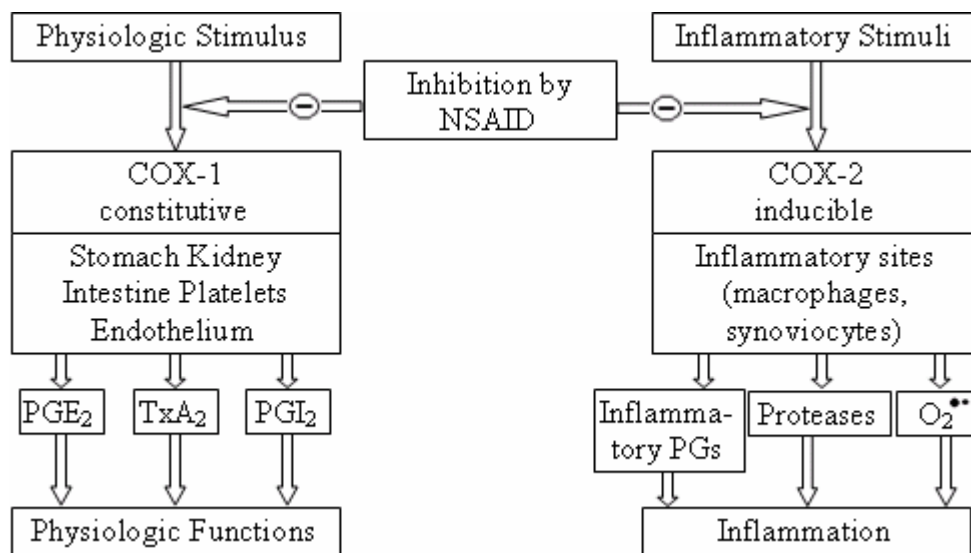 Physiologic Stimulus
Inflammatory Stimuli
Inhibition by
NSAID
COX-1
constitutive
Stomach Kidney
Intestine Platelets
Endothelium
COX-2
inducible
Inflammatory sites
(macrophages,
synoviocytes)
PGE₂
TxA₂
PGI₂
Inflamma-
tory PGs
Proteases
O₂•-
Physiologic Functions
Inflammation